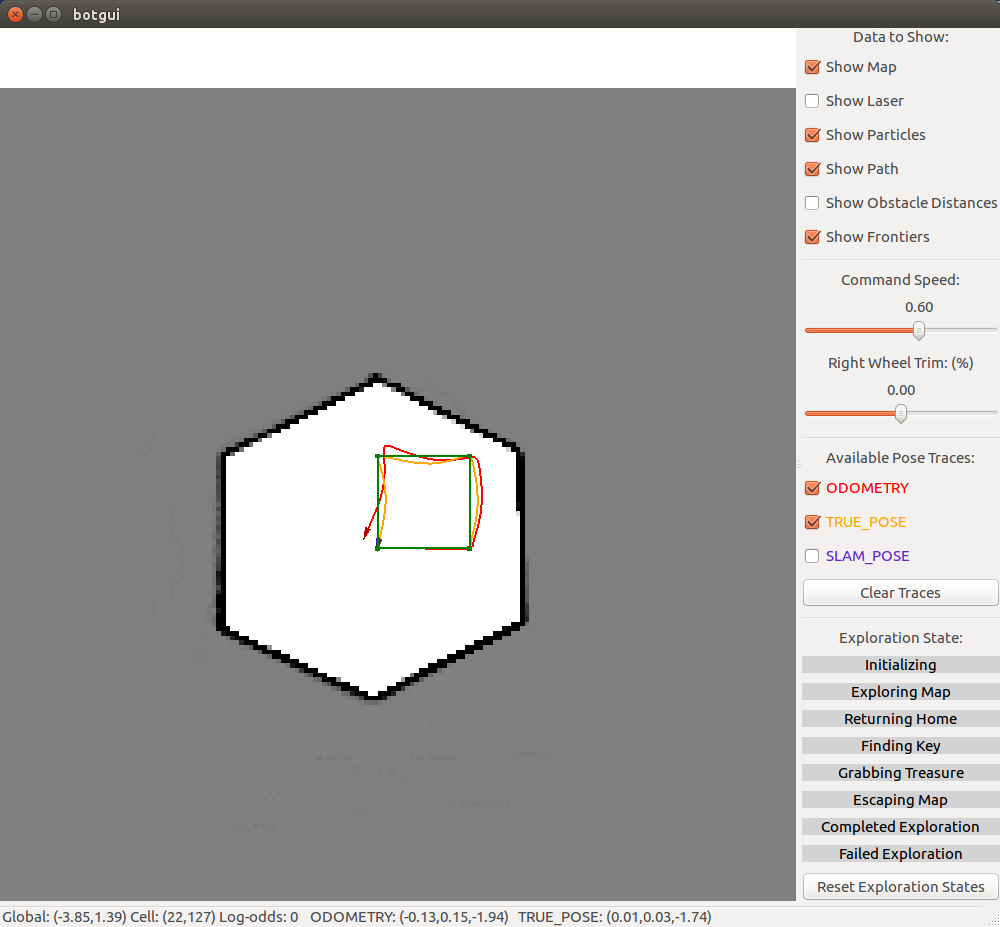 botgui
Data to Show:
Show Map
Show Laser
Show Particles
Show Path
Show Obstacle Distances
Show Frontiers
Command Speed:
0.60
Right Wheel Trim: (%)
0.00
Available Pose Traces:
ODOMETRY
TRUE_POSE
SLAM_POSE
Clear Traces
Exploration State:
Initializing
Exploring Map
Returning Home
Finding Key
Grabbing Treasure
Escaping Map
Completed Exploration
Failed Exploration
Reset Exploration States
Global: (-3.85,1.39) Cell: (22,127) Log-odds: 0 ODOMETRY: (-0.13,0.15,-1.94) TRUE_POSE: (0.01,0.03,-1.74)